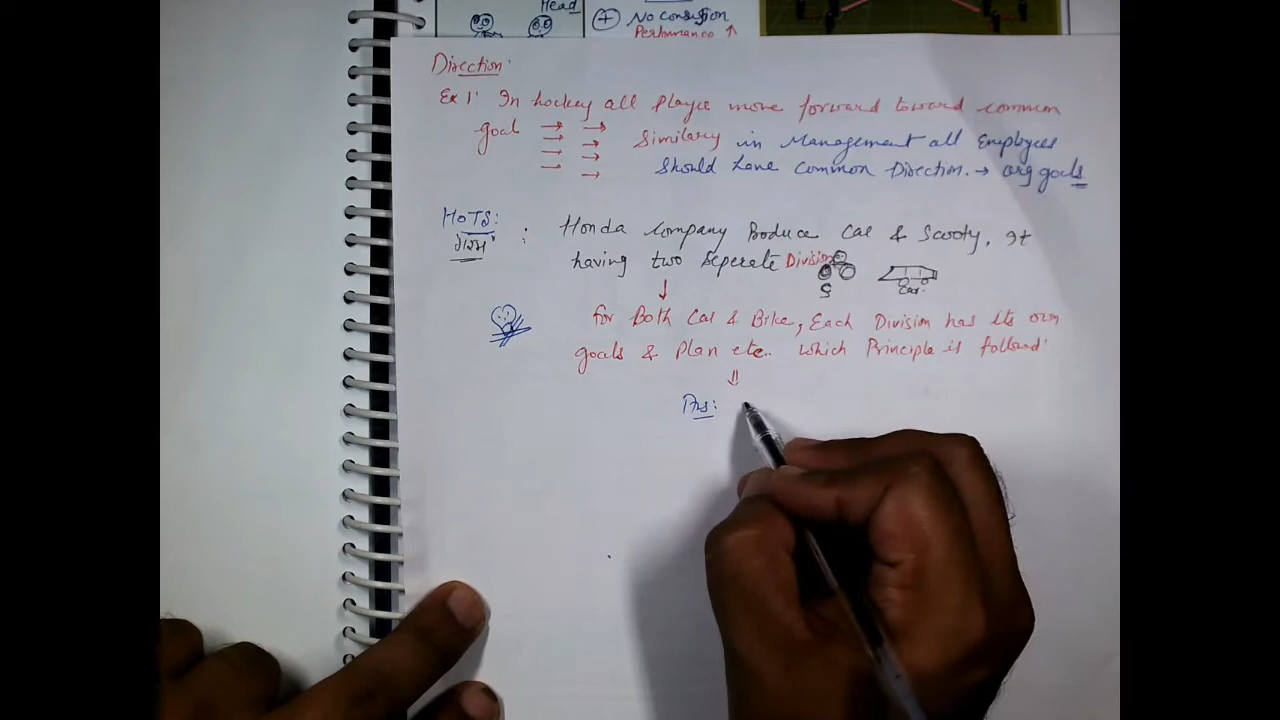 Head
+ No confusion
Performance ↑
Direction:
Ex 1: In hockey all Player move forward toward common
goal → → Similary in Management all Employees
Should have common Direction. → org goals
HOTS: : Honda Company Produce Car & Scooty, It
having two Seperate Division
S Car
for Both Car & Bike, Each Division has its own
goals & Plan etc.. which Principle is followed
Ans: